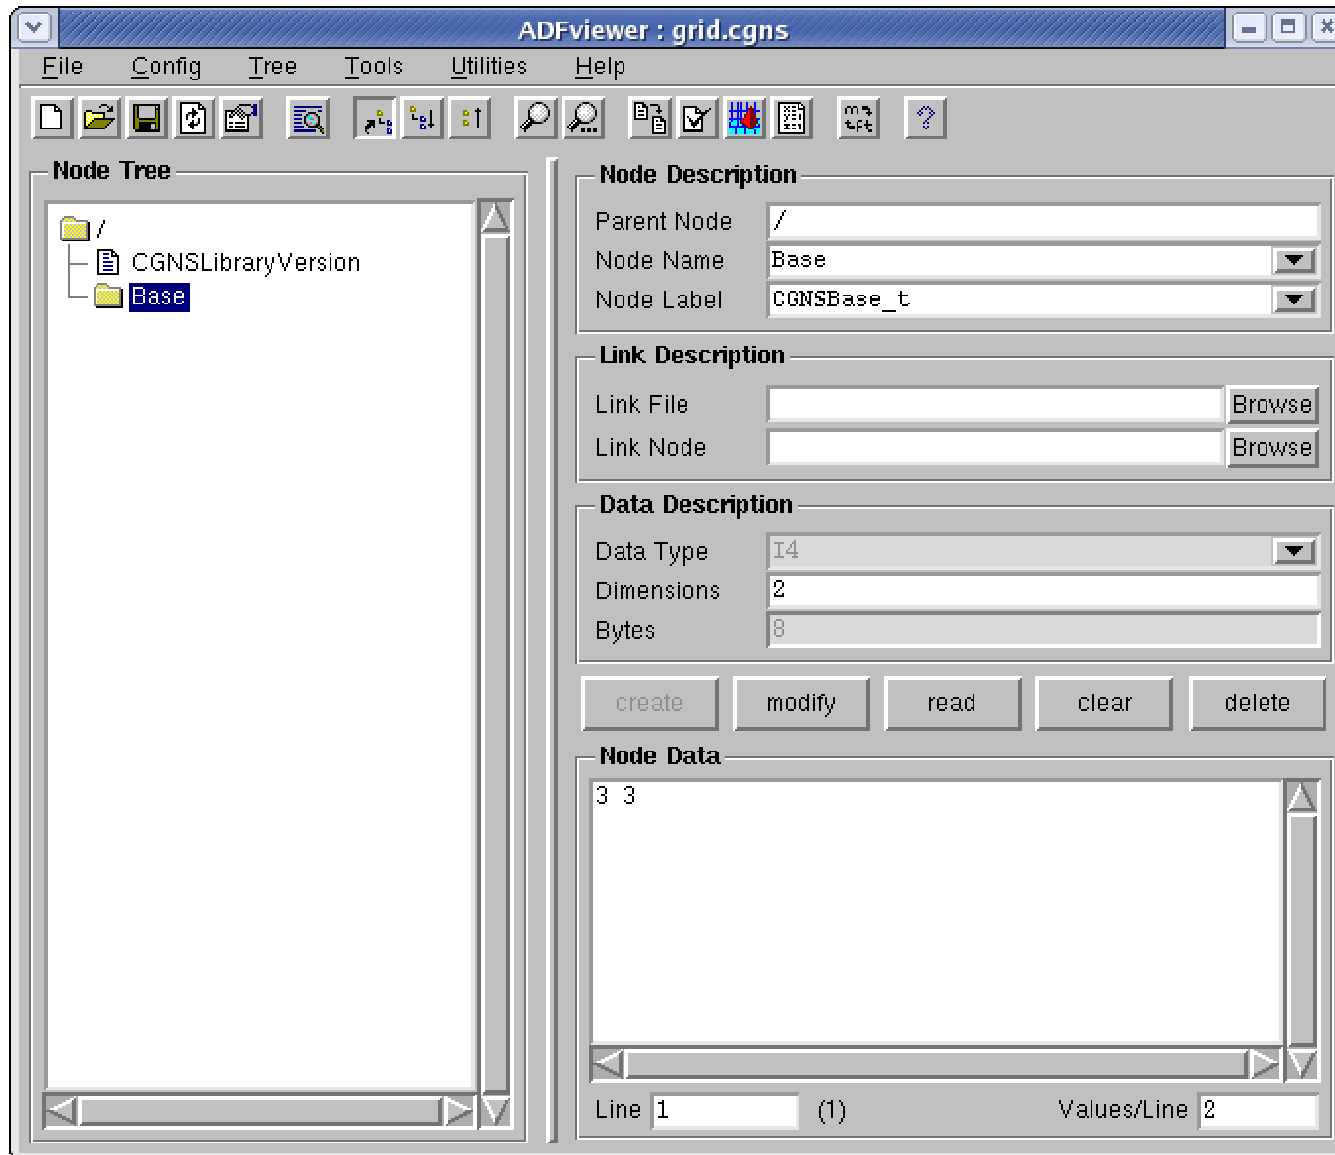 ADFviewer : grid.cgns
File Config Tree Tools Utilities Help
Node Tree
/
CGNSLibraryVersion
Base
Node Description
Parent Node /
Node Name Base
Node Label CGNSBase_t
Link Description
Link File Browse
Link Node Browse
Data Description
Data Type I4
Dimensions 2
Bytes 8
create modify read clear delete
Node Data
3 3
Line 1 (1) Values/Line 2